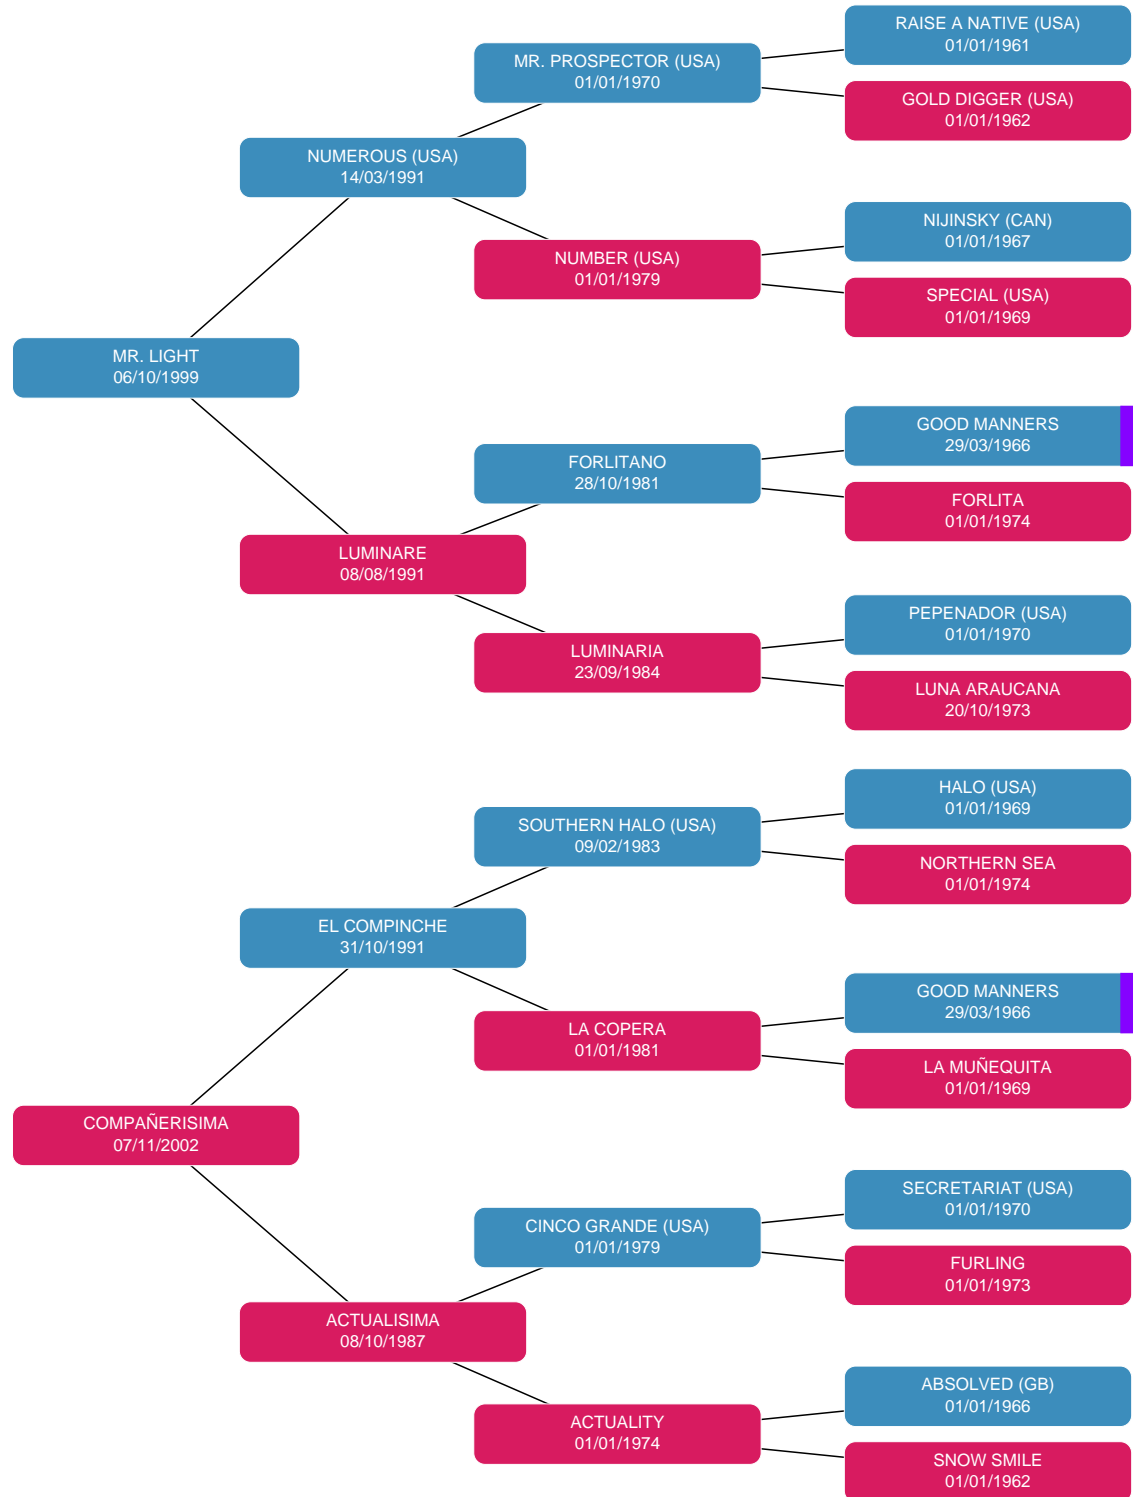 RAISE A NATIVE (USA)
01/01/1961
MR. PROSPECTOR (USA)
01/01/1970
GOLD DIGGER (USA)
01/01/1962
NUMEROUS (USA)
14/03/1991
NIJINSKY (CAN)
01/01/1967
NUMBER (USA)
01/01/1979
SPECIAL (USA)
01/01/1969
MR. LIGHT
06/10/1999
GOOD MANNERS
29/03/1966
FORLITANO
28/10/1981
FORLITA
01/01/1974
LUMINARE
08/08/1991
PEPENADOR (USA)
01/01/1970
LUMINARIA
23/09/1984
LUNA ARAUCANA
20/10/1973
HALO (USA)
01/01/1969
SOUTHERN HALO (USA)
09/02/1983
NORTHERN SEA
01/01/1974
EL COMPINCHE
31/10/1991
GOOD MANNERS
29/03/1966
LA COPERA
01/01/1981
LA MUÑEQUITA
01/01/1969
COMPAÑERISIMA
07/11/2002
SECRETARIAT (USA)
01/01/1970
CINCO GRANDE (USA)
01/01/1979
FURLING
01/01/1973
ACTUALISIMA
08/10/1987
ABSOLVED (GB)
01/01/1966
ACTUALITY
01/01/1974
SNOW SMILE
01/01/1962